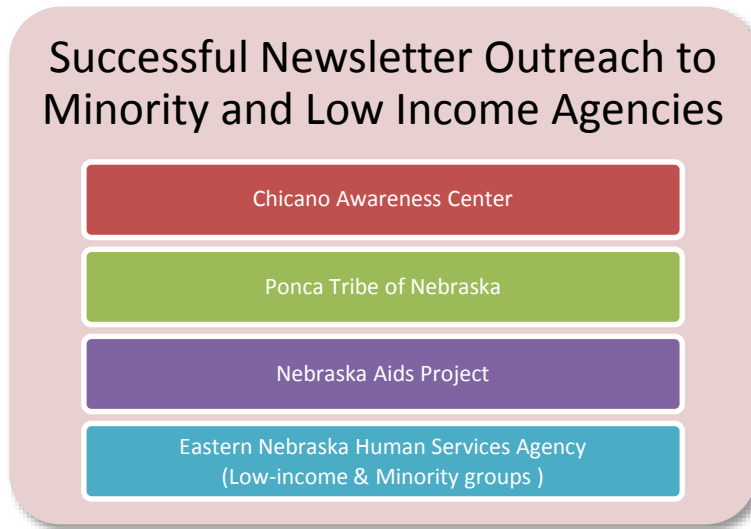 Successful Newsletter Outreach to
Minority and Low Income Agencies
Chicano Awareness Center
Ponca Tribe of Nebraska
Nebraska Aids Project
Eastern Nebraska Human Services Agency
(Low-income & Minority groups )